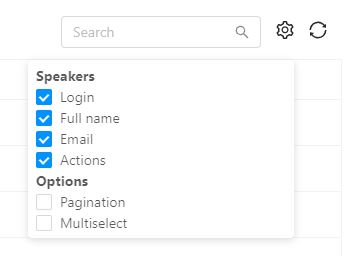 Search
Speakers
Login
Full name
Email
Actions
Options
Pagination
Multiselect